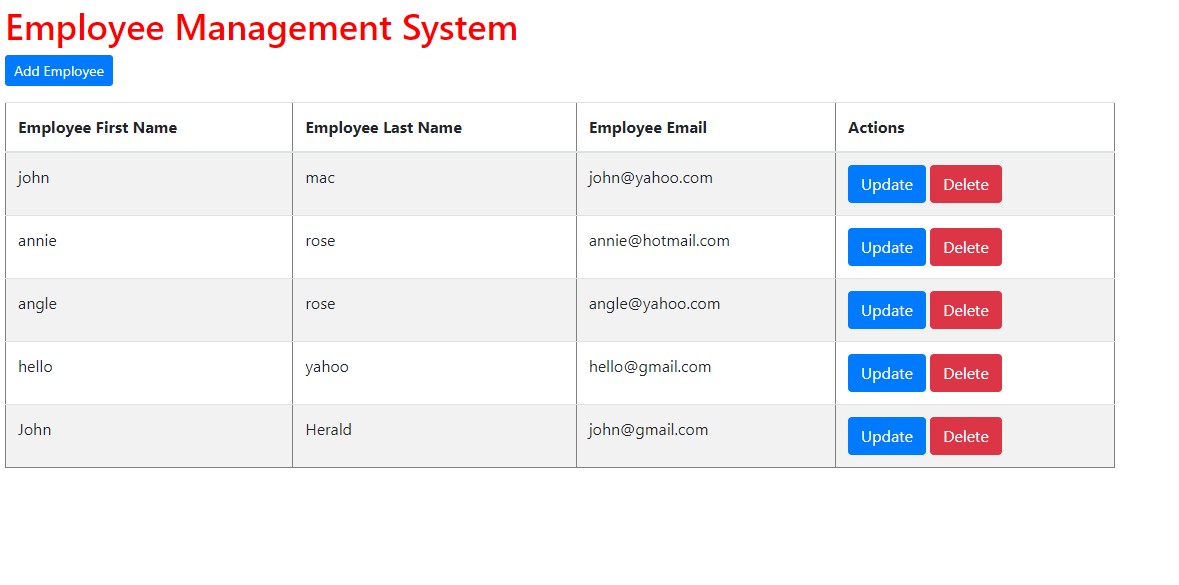 Employee Management System
Add Employee
Employee First Name Employee Last Name Employee Email Actions
john mac john@yahoo.com Update Delete
annie rose annie@hotmail.com Update Delete
angle rose angle@yahoo.com Update Delete
hello yahoo hello@gmail.com Update Delete
John Herald john@gmail.com Update Delete